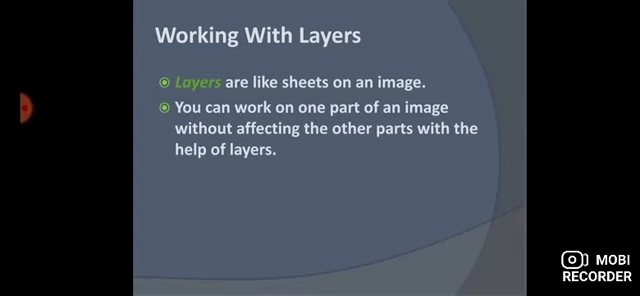 Working With Layers
Layers are like sheets on an image.
You can work on one part of an image
without affecting the other parts with the
help of layers.
MOBI
RECORDER